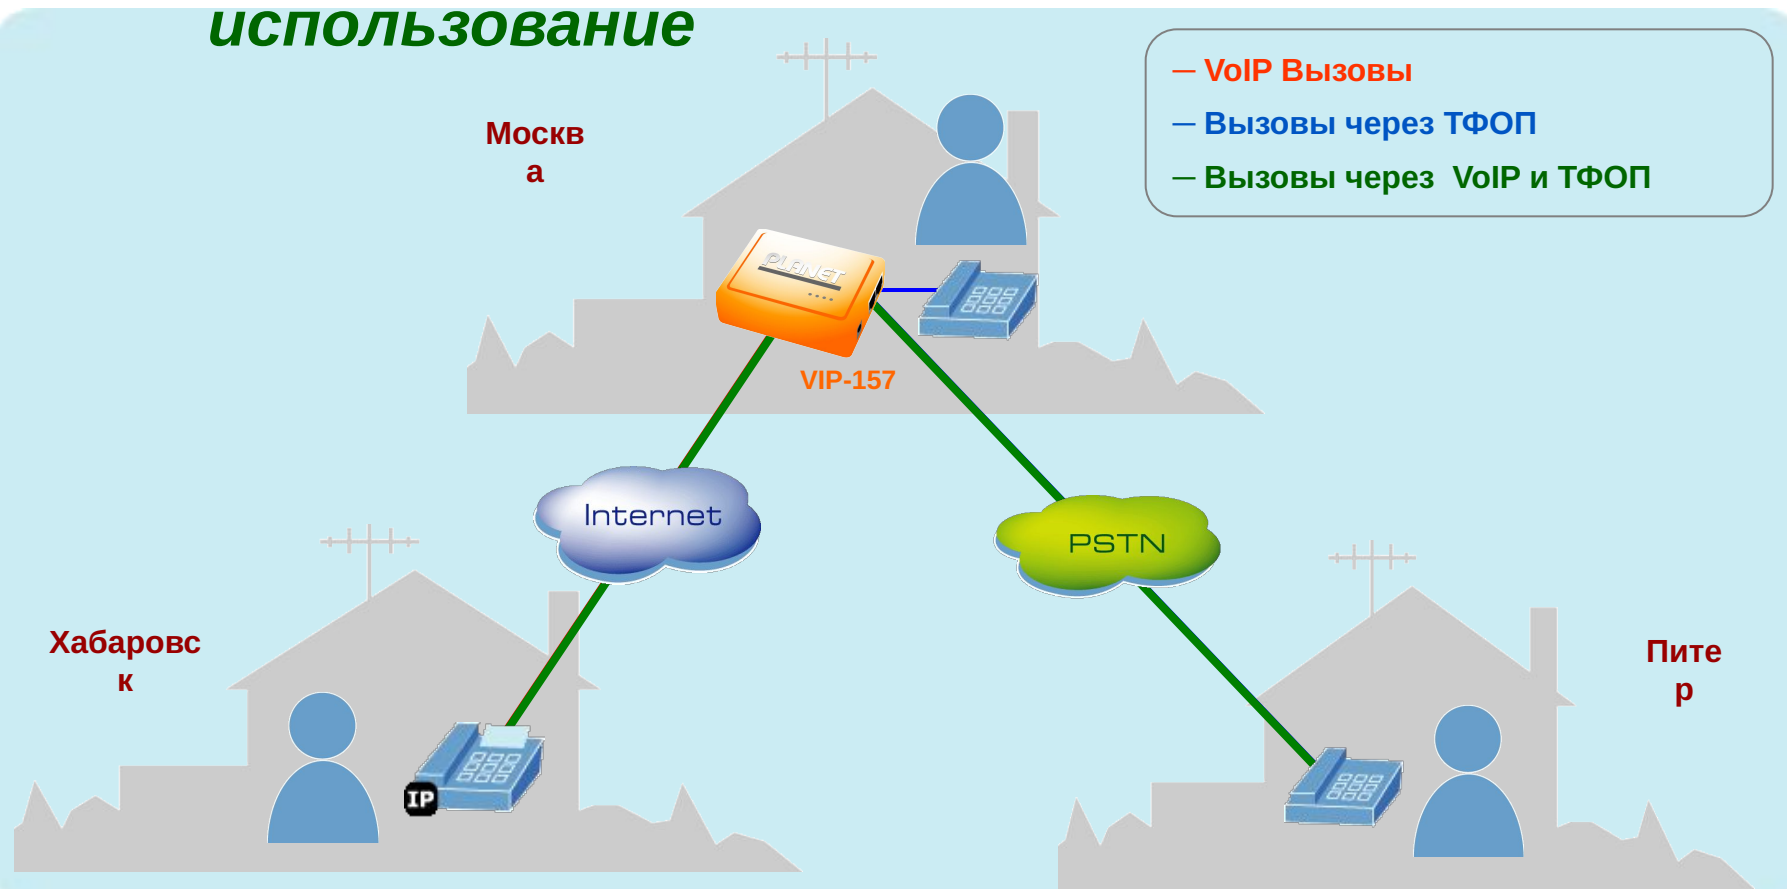 использование
— VoIP Вызовы
— Вызовы через ТФОП
— Вызовы через  VoIP и ТФОП
Москв
а
PLANET
VIP-157
Internet
PSTN
Хабаровс
к
Пите
р
IP